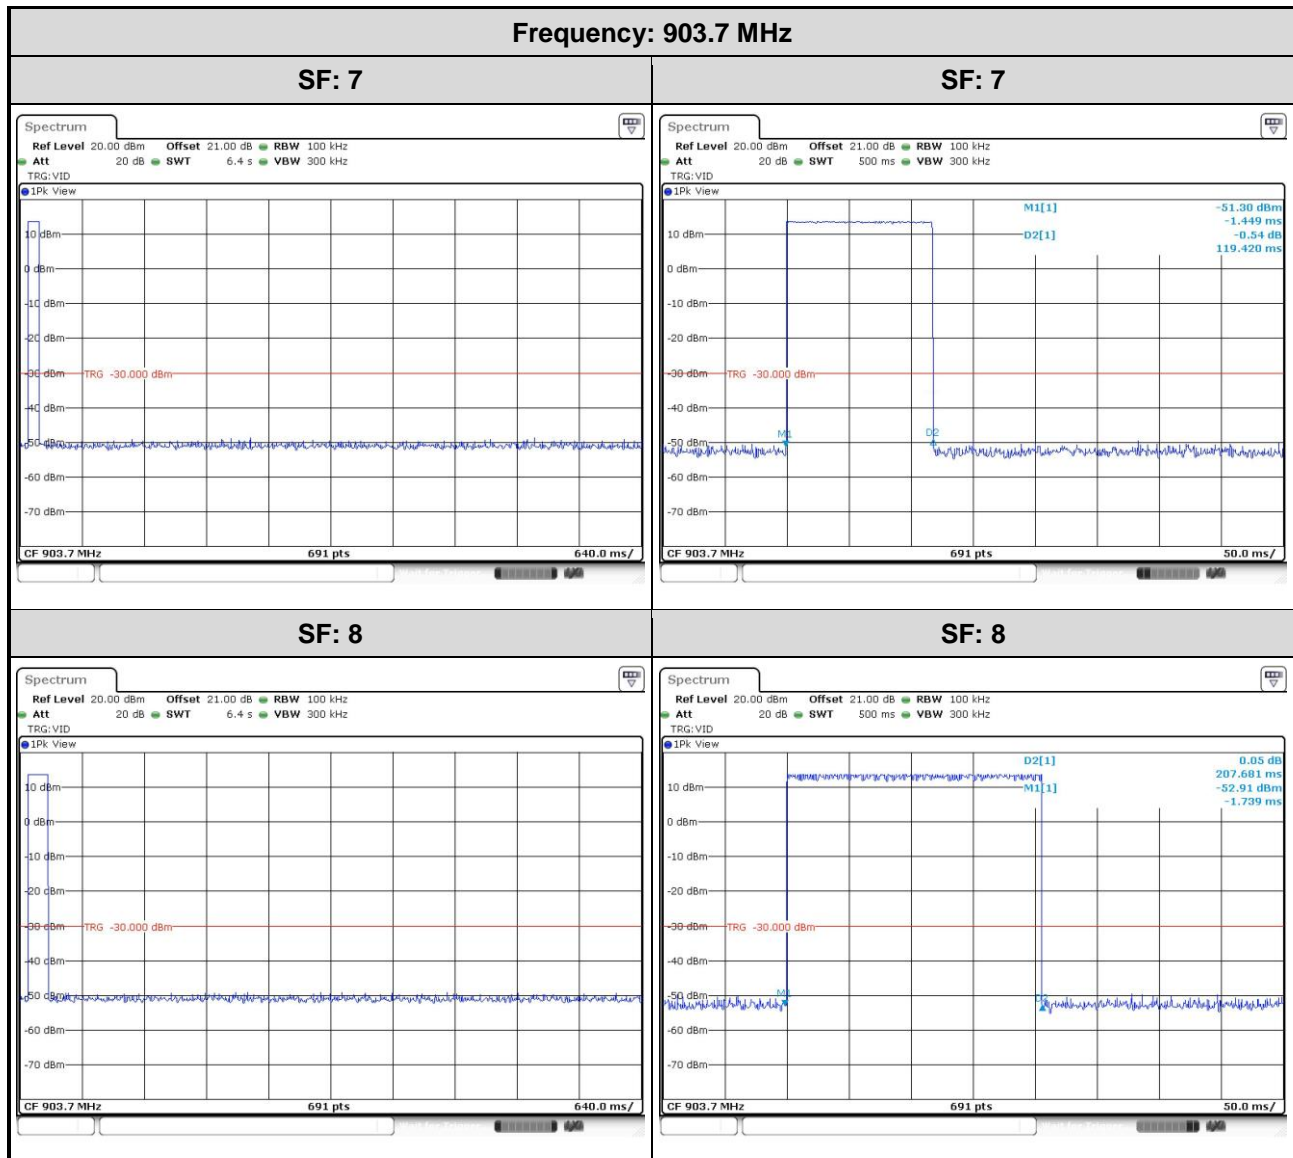 Frequency: 903.7 MHz
SF: 7
SF: 7
Spectrum
Ref Level 20.00 dBm Offset 21.00 dB RBW 100 kHz
Att 20 dB SWT 6.4 s VBW 300 kHz
TRG:VID
1Pk View
10 dBm
0 dBm
-10 dBm
-20 dBm
-30 dBm
TRG -30.000 dBm
-40 dBm
-50 dBm
-60 dBm
-70 dBm
CF 903.7 MHz 691 pts 640.0 ms/
Spectrum
Ref Level 20.00 dBm Offset 21.00 dB RBW 100 kHz
Att 20 dB SWT 500 ms VBW 300 kHz
TRG:VID
1Pk View
M1[1] -51.30 dBm
-1.449 ms
10 dBm
D2[1] -0.54 dB
119.420 ms
0 dBm
-10 dBm
-20 dBm
-30 dBm
TRG -30.000 dBm
-40 dBm
M1
D2
-50 dBm
-60 dBm
-70 dBm
CF 903.7 MHz 691 pts 50.0 ms/
SF: 8
SF: 8
Spectrum
Ref Level 20.00 dBm Offset 21.00 dB RBW 100 kHz
Att 20 dB SWT 6.4 s VBW 300 kHz
TRG:VID
1Pk View
10 dBm
0 dBm
-10 dBm
-20 dBm
-30 dBm
TRG -30.000 dBm
-40 dBm
-50 dBm
-60 dBm
-70 dBm
CF 903.7 MHz 691 pts 640.0 ms/
Spectrum
Ref Level 20.00 dBm Offset 21.00 dB RBW 100 kHz
Att 20 dB SWT 500 ms VBW 300 kHz
TRG:VID
1Pk View
D2[1] 0.05 dB
207.681 ms
10 dBm
M1[1] -52.91 dBm
-1.739 ms
0 dBm
-10 dBm
-20 dBm
-30 dBm
TRG -30.000 dBm
-40 dBm
M1
D2
-50 dBm
-60 dBm
-70 dBm
CF 903.7 MHz 691 pts 50.0 ms/